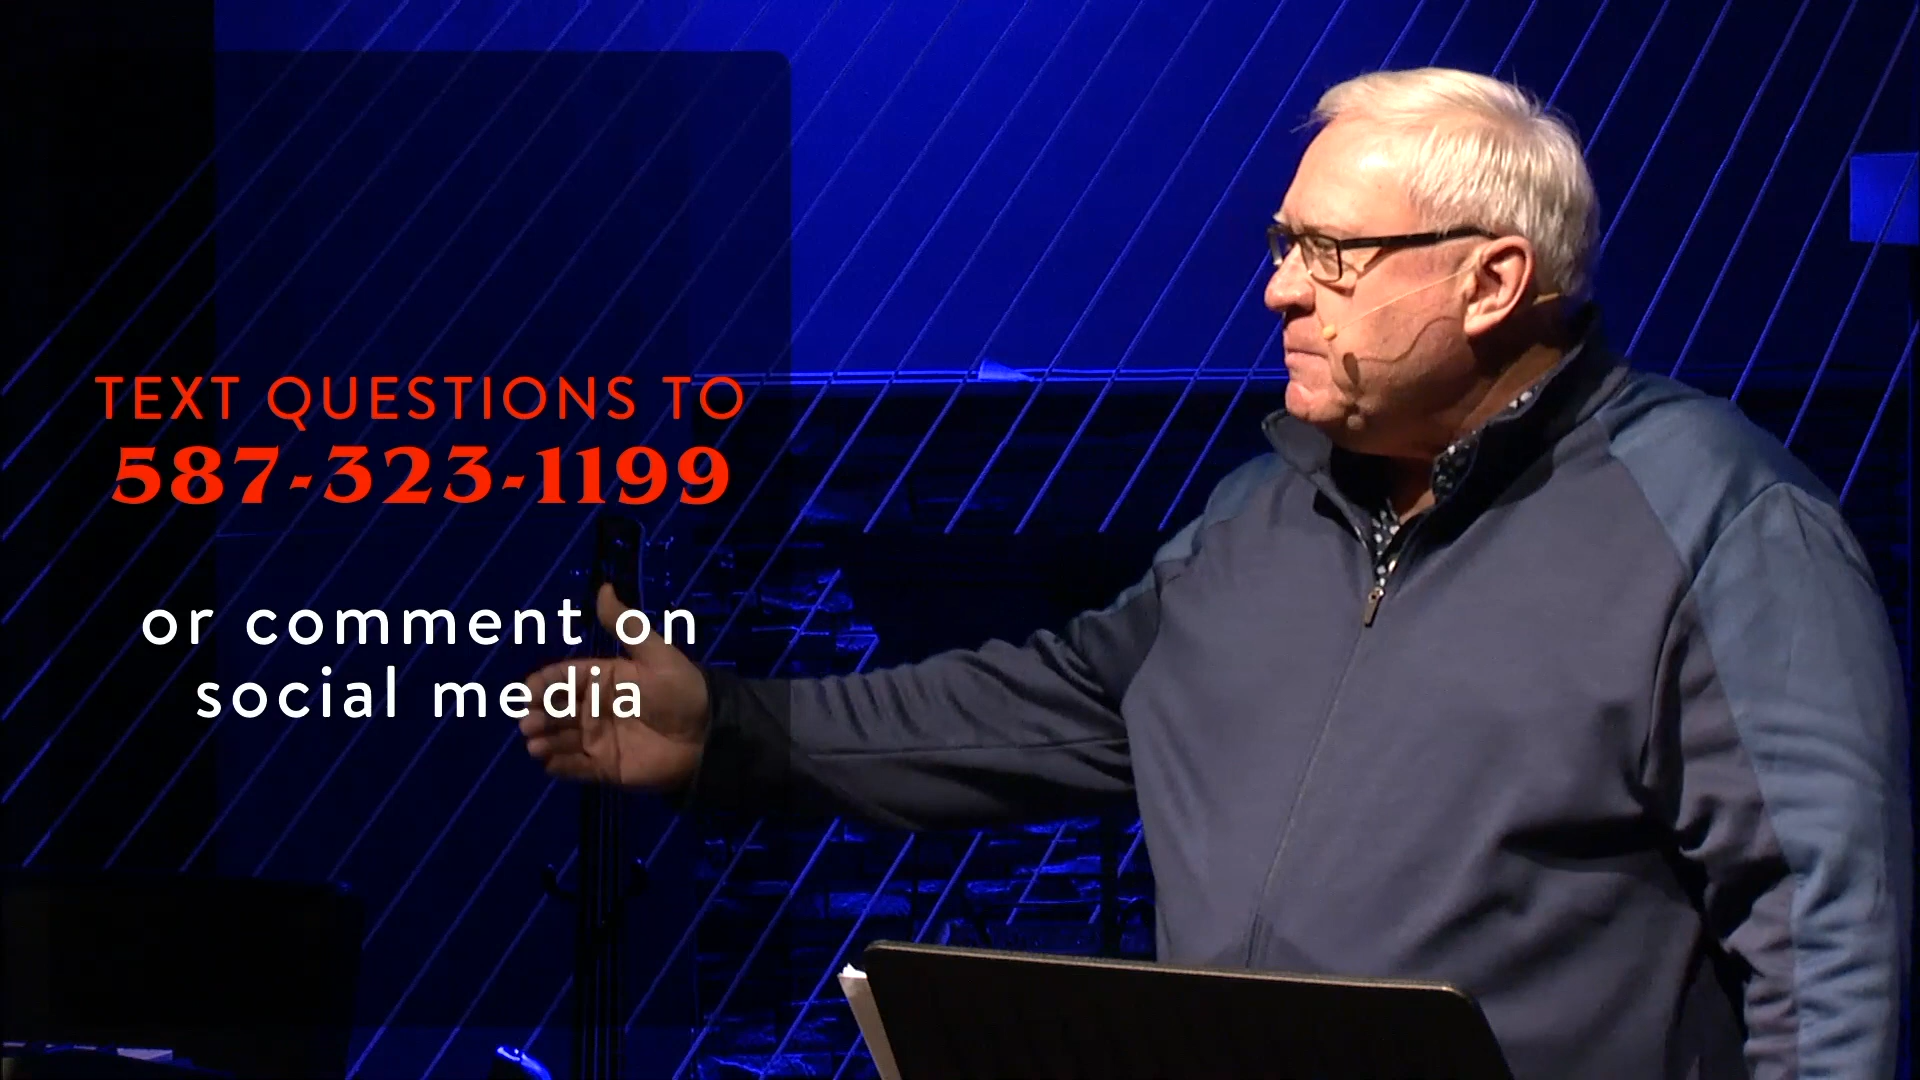 TEXT QUESTIONS TO
587-323-1199
or comment on
social media